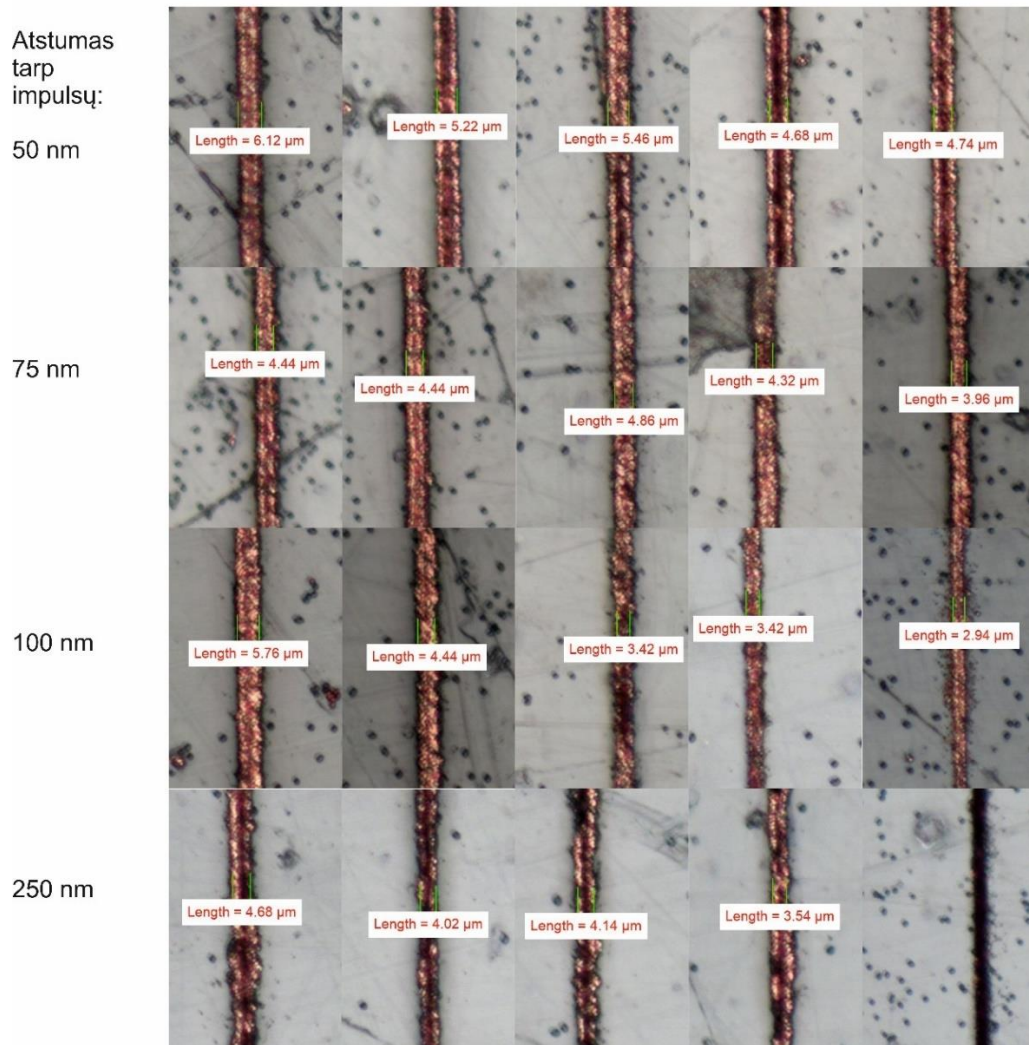 Atstumas
tarp
impulsų:
50 nm
Length = 6.12 µm
Length = 5.22 µm
Length = 5.46 µm
Length = 4.68 µm
Length = 4.74 µm
75 nm
Length = 4.44 µm
Length = 4.44 µm
Length = 4.86 µm
Length = 4.32 µm
Length = 3.96 µm
100 nm
Length = 5.76 µm
Length = 4.44 µm
Length = 3.42 µm
Length = 3.42 µm
Length = 2.94 µm
250 nm
Length = 4.68 µm
Length = 4.02 µm
Length = 4.14 µm
Length = 3.54 µm